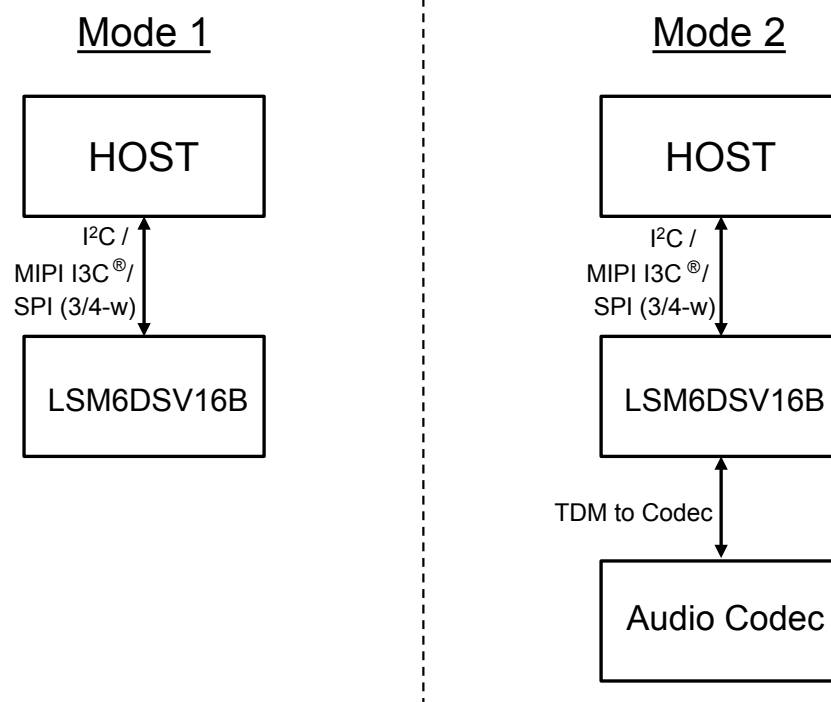 Mode 1
HOST
I²C /
MIPI I3C ®/
SPI (3/4-w)
LSM6DSV16B
Mode 2
HOST
I²C /
MIPI I3C ®/
SPI (3/4-w)
LSM6DSV16B
TDM to Codec
Audio Codec